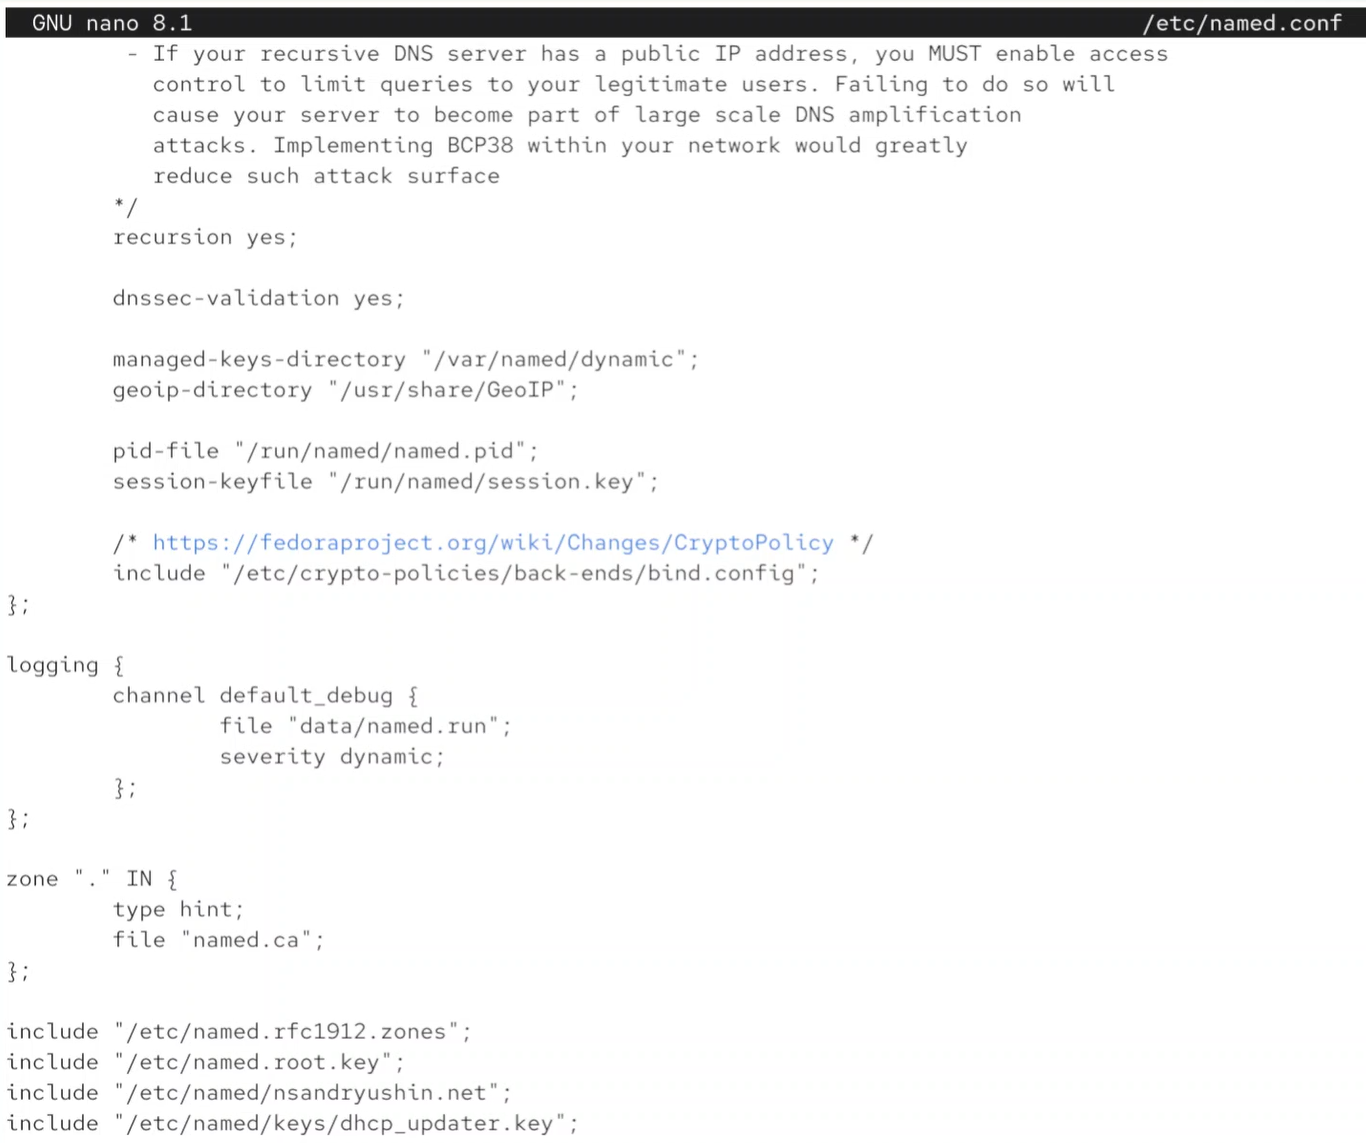 GNU nano 8.1 /etc/named.conf
- If your recursive DNS server has a public IP address, you MUST enable access
control to limit queries to your legitimate users. Failing to do so will
cause your server to become part of large scale DNS amplification
attacks. Implementing BCP38 within your network would greatly
reduce such attack surface
*/
recursion yes;
dnssec-validation yes;
managed-keys-directory "/var/named/dynamic";
geoip-directory "/usr/share/GeoIP";
pid-file "/run/named/named.pid";
session-keyfile "/run/named/session.key";
/* https://fedoraproject.org/wiki/Changes/CryptoPolicy */
include "/etc/crypto-policies/back-ends/bind.config";
};
logging {
channel default_debug {
file "data/named.run";
severity dynamic;
};
};
zone "." IN {
type hint;
file "named.ca";
};
include "/etc/named.rfc1912.zones";
include "/etc/named.root.key";
include "/etc/named/nsandryushin.net";
include "/etc/named/keys/dhcp_updater.key";